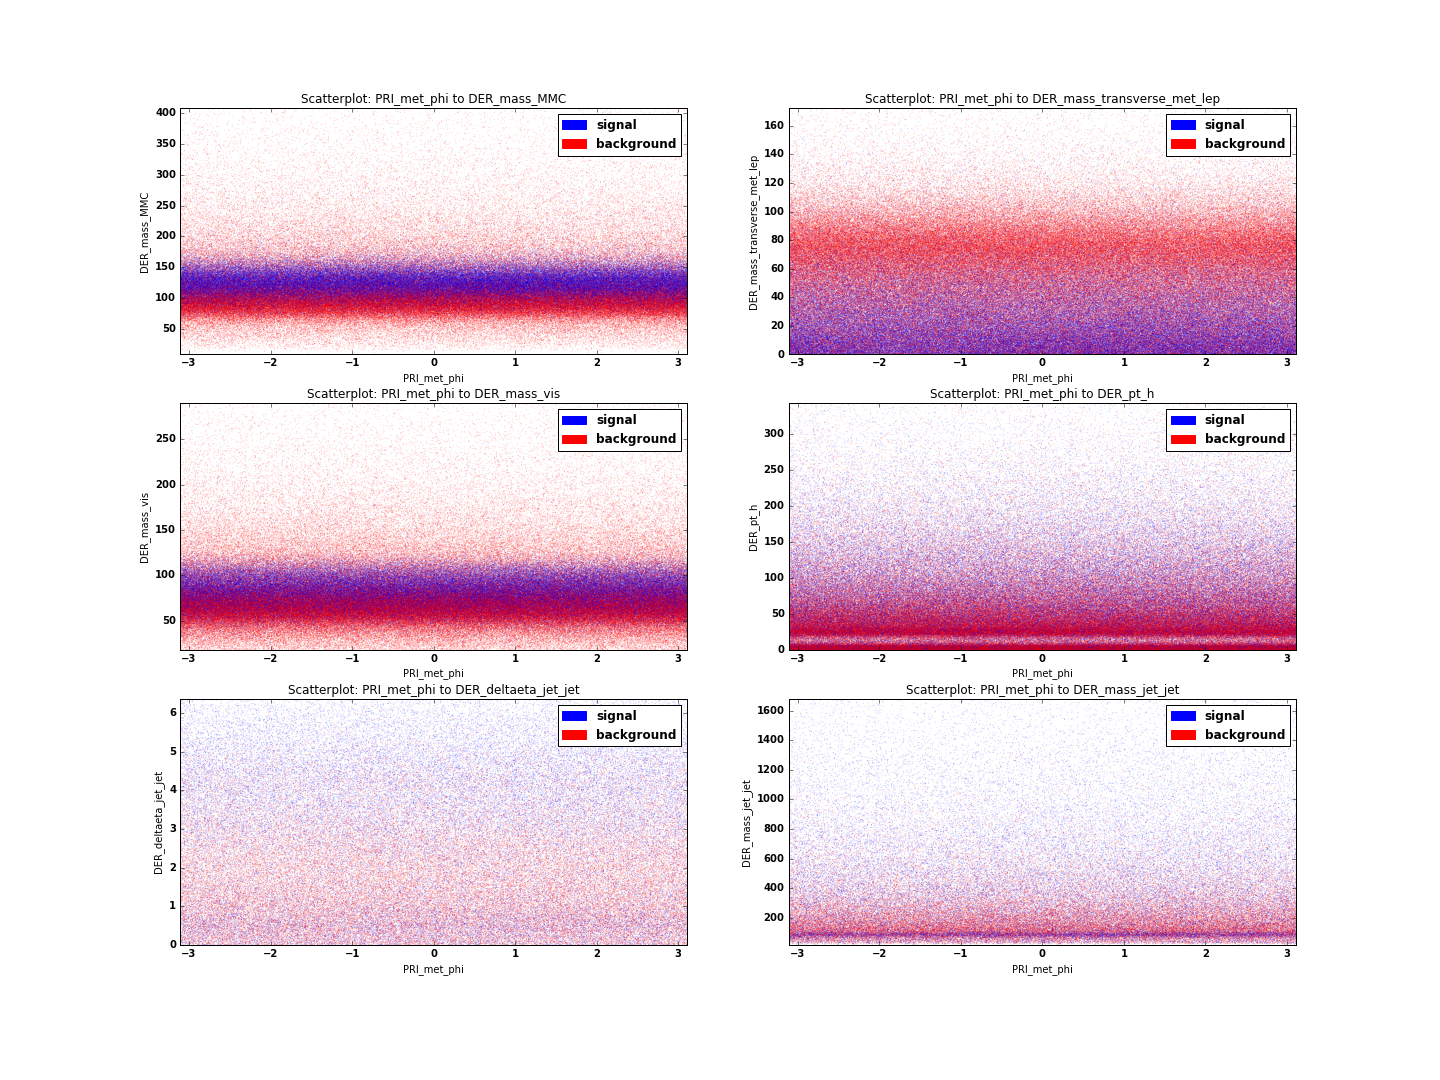 Scatterplot: PRI_met_phi to DER_mass_MMC
400
350
300
250
200
150
100
50
DER_mass_MMC
signal
background
−3 −2 −1 0 1 2 3
PRI_met_phi
Scatterplot: PRI_met_phi to DER_mass_transverse_met_lep
160
140
120
100
80
60
40
20
0
DER_mass_transverse_met_lep
signal
background
−3 −2 −1 0 1 2 3
PRI_met_phi
Scatterplot: PRI_met_phi to DER_mass_vis
250
200
150
100
50
DER_mass_vis
signal
background
−3 −2 −1 0 1 2 3
PRI_met_phi
Scatterplot: PRI_met_phi to DER_pt_h
300
250
200
150
100
50
0
DER_pt_h
signal
background
−3 −2 −1 0 1 2 3
PRI_met_phi
Scatterplot: PRI_met_phi to DER_deltaeta_jet_jet
6
5
4
3
2
1
0
DER_deltaeta_jet_jet
signal
background
−3 −2 −1 0 1 2 3
PRI_met_phi
Scatterplot: PRI_met_phi to DER_mass_jet_jet
1600
1400
1200
1000
800
600
400
200
DER_mass_jet_jet
signal
background
−3 −2 −1 0 1 2 3
PRI_met_phi